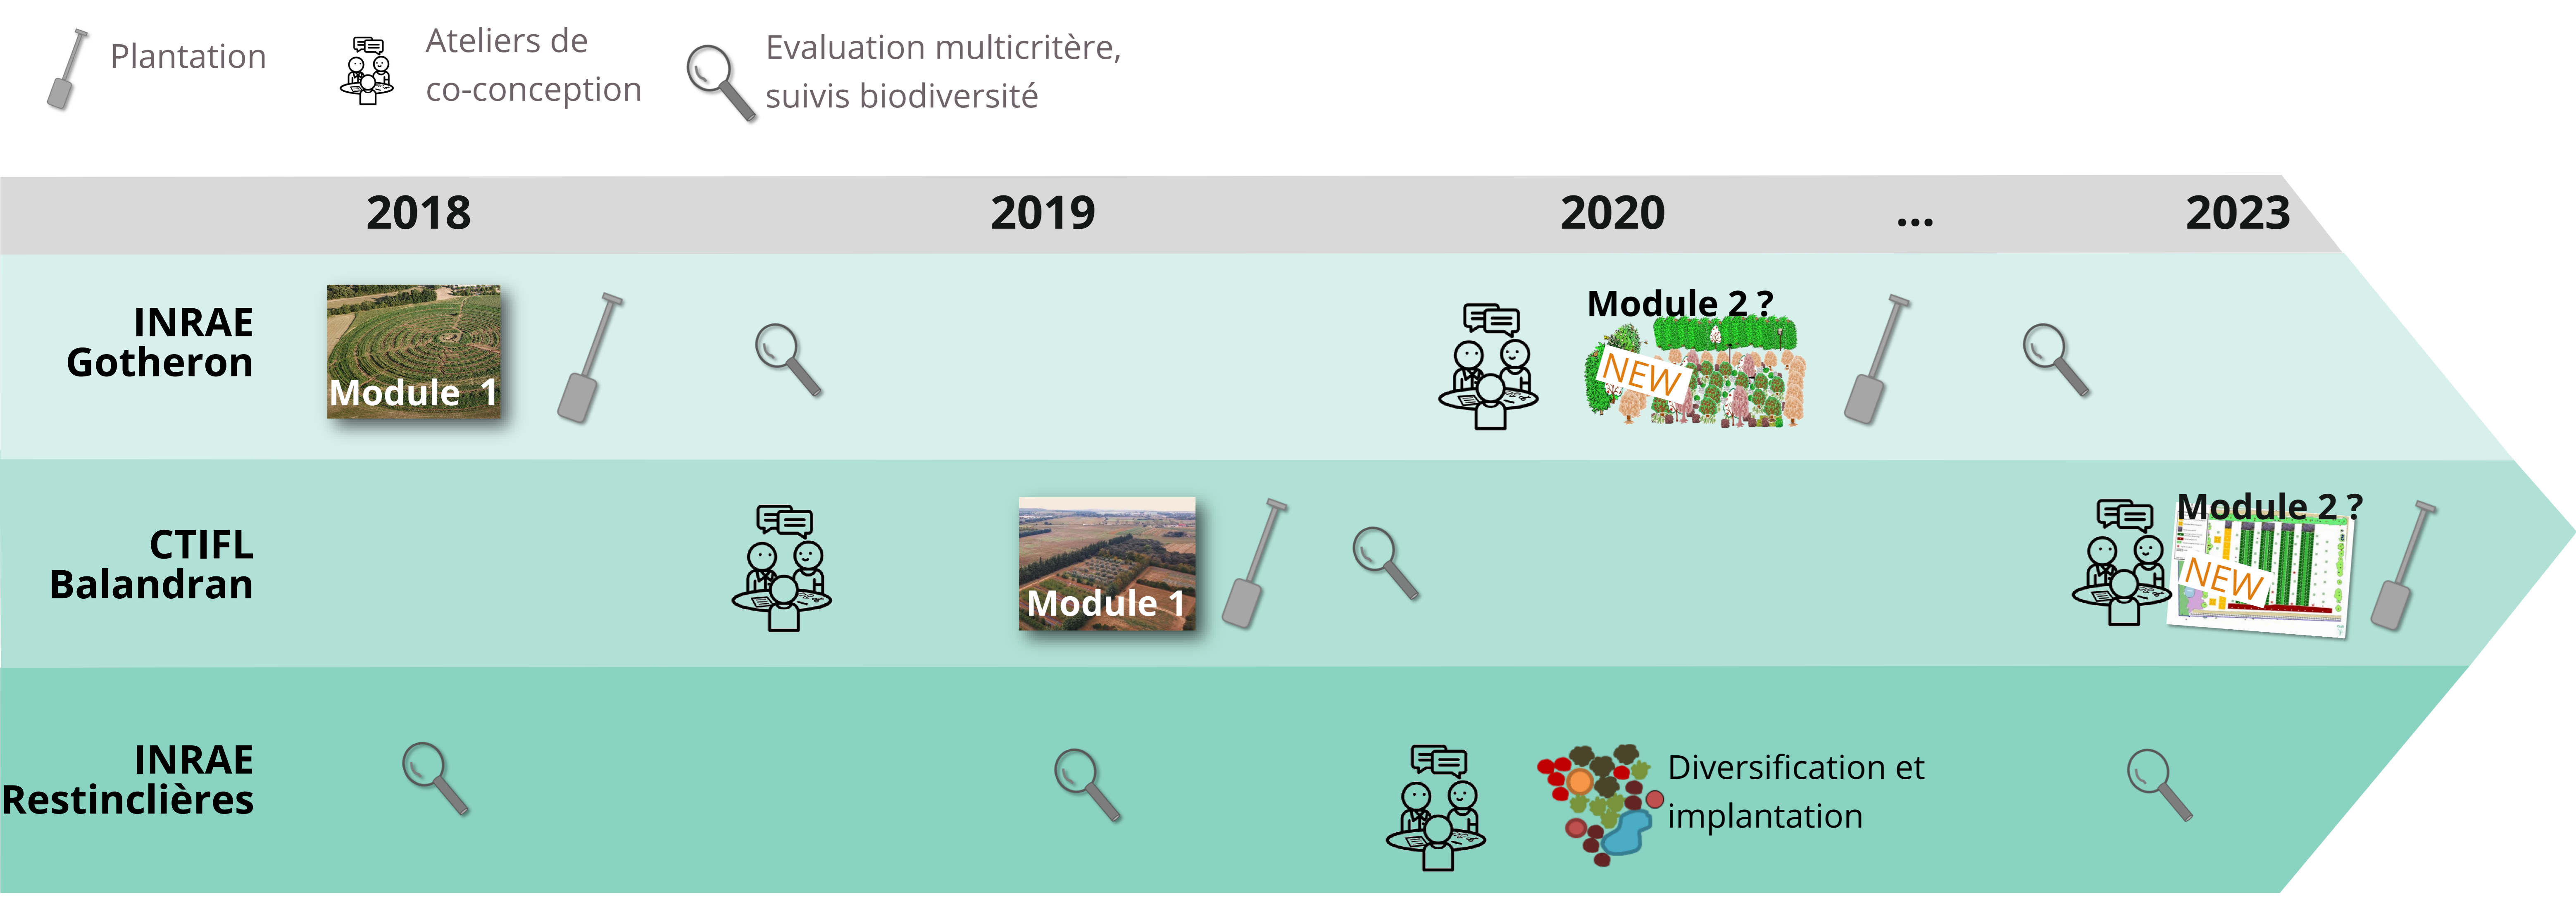 Plantation
Ateliers de
co-conception
Evaluation multicritère,
suivis biodiversité
2018 2019 2020 ... 2023
INRAE
Gotheron
Module 1
Module 2 ?
NEW
CTIFL
Balandran
Module 1
Module 2 ?
NEW
INRAE
Restinclières
Diversification et
implantation